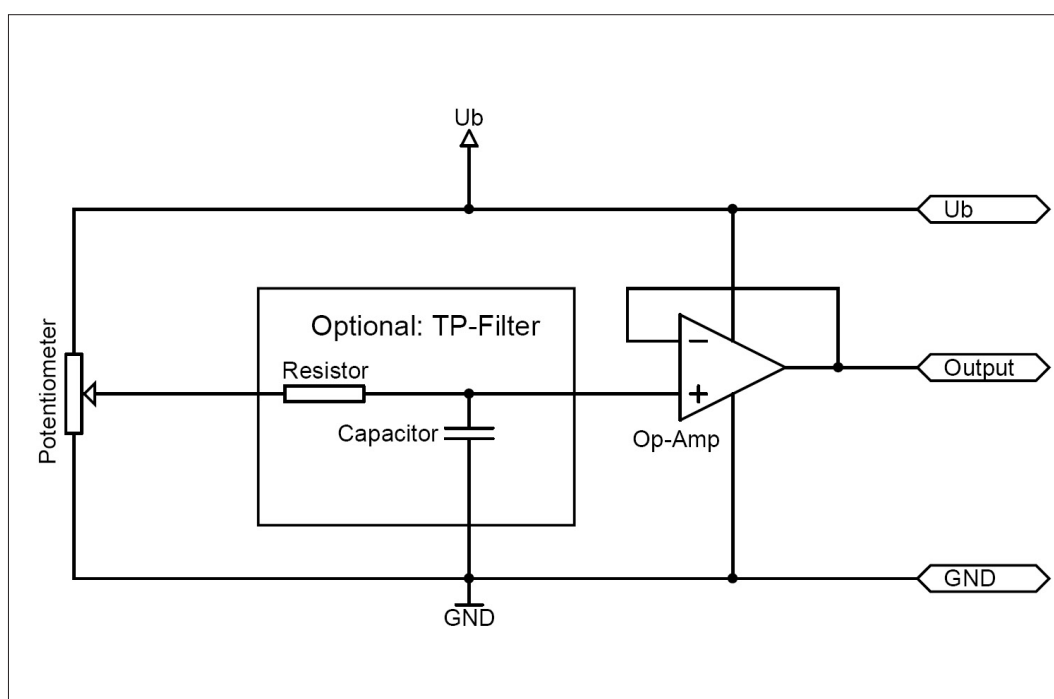 Ub
Ub
Optional: TP-Filter
Resistor
Potentiometer
Output
Capacitor
Op-Amp
GND
GND